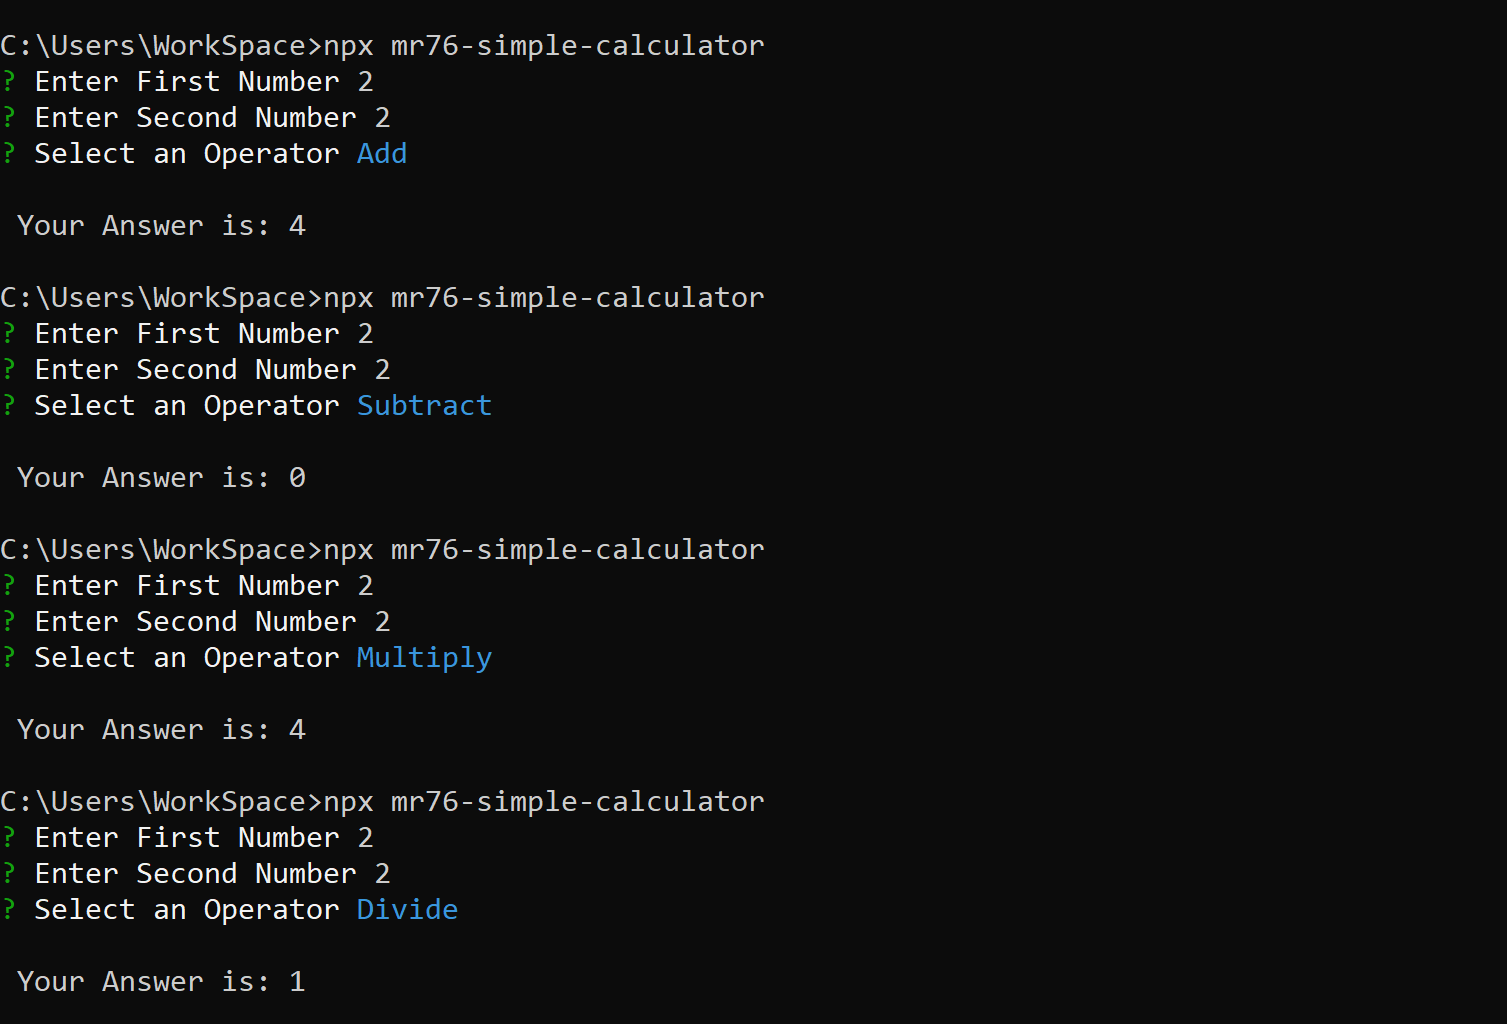 C:\Users\WorkSpace>npx mr76-simple-calculator
? Enter First Number 2
? Enter Second Number 2
? Select an Operator Add
Your Answer is: 4
C:\Users\WorkSpace>npx mr76-simple-calculator
? Enter First Number 2
? Enter Second Number 2
? Select an Operator Subtract
Your Answer is: 0
C:\Users\WorkSpace>npx mr76-simple-calculator
? Enter First Number 2
? Enter Second Number 2
? Select an Operator Multiply
Your Answer is: 4
C:\Users\WorkSpace>npx mr76-simple-calculator
? Enter First Number 2
? Enter Second Number 2
? Select an Operator Divide
Your Answer is: 1